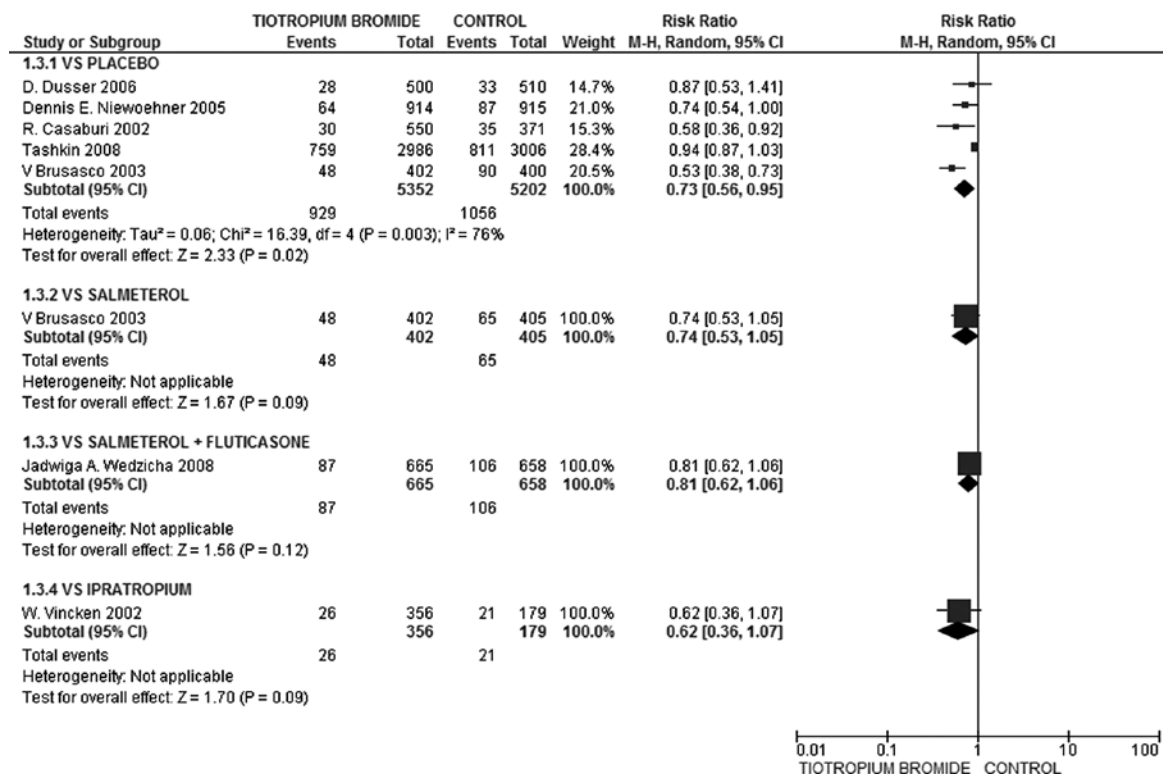 TIOTROPIUM BROMIDE CONTROL Risk Ratio Risk Ratio
Study or Subgroup Events Total Events Total Weight M-H, Random, 95% CI M-H, Random, 95% CI
1.3.1 VS PLACEBO
D. Dusser 2006 28 500 33 510 14.7% 0.87 [0.53, 1.41]
Dennis E. Niewoehner 2005 64 914 87 915 21.0% 0.74 [0.54, 1.00]
R. Casaburi 2002 30 550 35 371 15.3% 0.58 [0.36, 0.92]
Tashkin 2008 759 2986 811 3006 28.4% 0.94 [0.87, 1.03]
V Brusasco 2003 48 402 90 400 20.5% 0.53 [0.38, 0.73]
Subtotal (95% CI) 5352 5202 100.0% 0.73 [0.56, 0.95]
Total events 929 1056
Heterogeneity: Tau² = 0.06; Chi² = 16.39, df = 4 (P = 0.003); I² = 76%
Test for overall effect: Z = 2.33 (P = 0.02)
1.3.2 VS SALMETEROL
V Brusasco 2003 48 402 65 405 100.0% 0.74 [0.53, 1.05]
Subtotal (95% CI) 402 405 100.0% 0.74 [0.53, 1.05]
Total events 48 65
Heterogeneity: Not applicable
Test for overall effect: Z = 1.67 (P = 0.09)
1.3.3 VS SALMETEROL + FLUTICASONE
Jadwiga A. Wedzicha 2008 87 665 106 658 100.0% 0.81 [0.62, 1.06]
Subtotal (95% CI) 665 658 100.0% 0.81 [0.62, 1.06]
Total events 87 106
Heterogeneity: Not applicable
Test for overall effect: Z = 1.56 (P = 0.12)
1.3.4 VS IPRATROPIUM
W. Vincken 2002 26 356 21 179 100.0% 0.62 [0.36, 1.07]
Subtotal (95% CI) 356 179 100.0% 0.62 [0.36, 1.07]
Total events 26 21
Heterogeneity: Not applicable
Test for overall effect: Z = 1.70 (P = 0.09)
0.01 0.1 1 10 100
TIOTROPIUM BROMIDE CONTROL